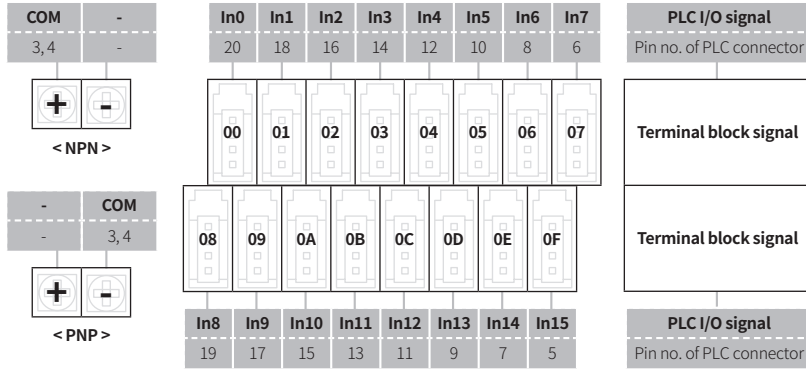 COM - In0 In1 In2 In3 In4 In5 In6 In7 PLC I/O signal
3, 4 - 20 18 16 14 12 10 8 6 Pin no. of PLC connector
+ -
00 01 02 03 04 05 06 07 Terminal block signal
< NPN >
- COM
- 3, 4
08 09 0A 0B 0C 0D 0E 0F Terminal block signal
+ -
< PNP >
In8 In9 In10 In11 In12 In13 In14 In15 PLC I/O signal
19 17 15 13 11 9 7 5 Pin no. of PLC connector